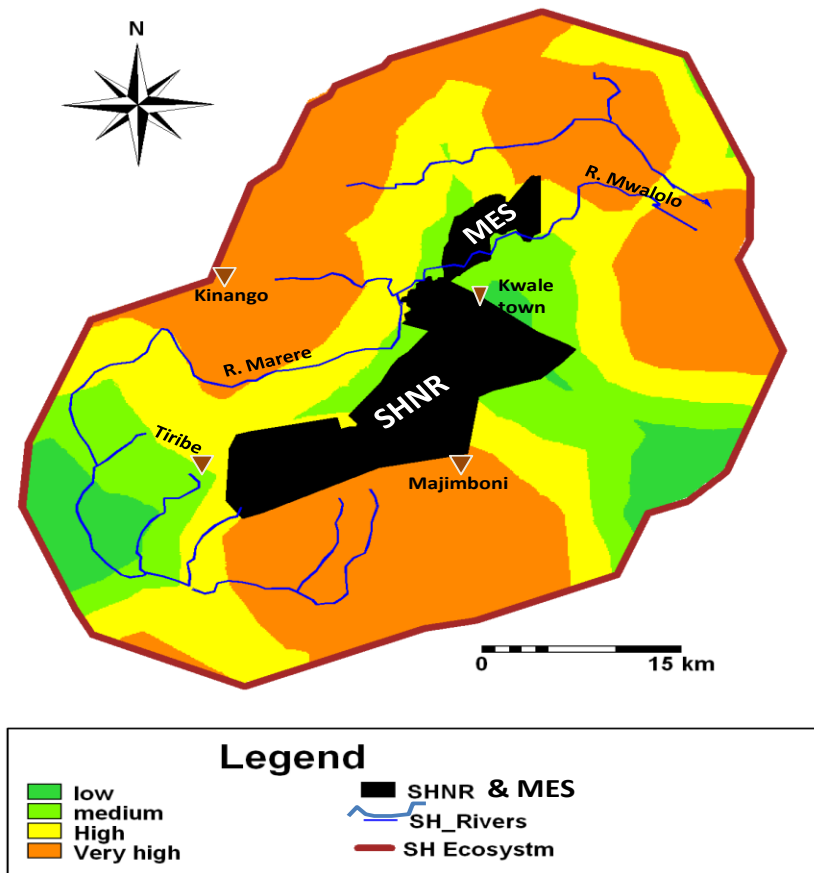 N
R. Mwalolo
MES
Kinango
Kwale
town
R. Marere
SHNR
Tiribe
Majimboni
0 15 km
Legend
low
medium
High
Very high
SHNR & MES
SH_Rivers
SH Ecosystm